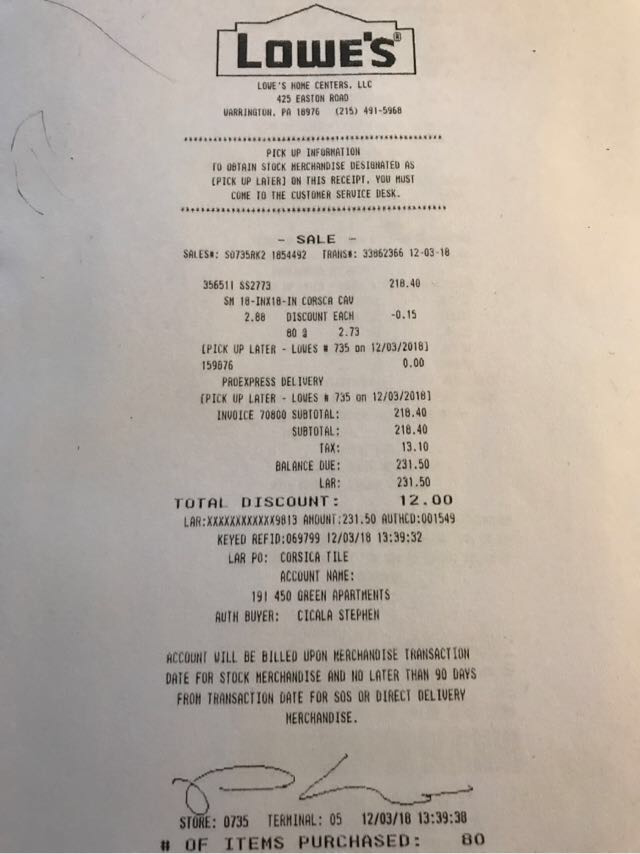 LOWE'S®
LOWE'S HOME CENTERS, LLC
425 EASTON ROAD
WARRINGTON, PA 18976 (215) 491-5968
******************************************
PICK UP INFORMATION
TO OBTAIN STOCK MERCHANDISE DESIGNATED AS
[PICK UP LATER] ON THIS RECEIPT, YOU MUST
COME TO THE CUSTOMER SERVICE DESK.
******************************************
- SALE -
SALES#: S0735RK2 1854492 TRANS#: 33862366 12-03-18
356511 SS2773 218.40
SM 18-INX18-IN CORSCA CAV
2.88 DISCOUNT EACH -0.15
80 @ 2.73
[PICK UP LATER - LOWES # 735 on 12/03/2018]
159876 0.00
PROEXPRESS DELIVERY
[PICK UP LATER - LOWES # 735 on 12/03/2018]
INVOICE 70800 SUBTOTAL: 218.40
SUBTOTAL: 218.40
TAX: 13.10
BALANCE DUE: 231.50
LAR: 231.50
TOTAL DISCOUNT: 12.00
LAR:XXXXXXXXXXXX9813 AMOUNT:231.50 AUTHCD:001549
KEYED REFID:069799 12/03/18 13:39:32
LAR PO: CORSICA TILE
ACCOUNT NAME:
191 450 GREEN APARTMENTS
AUTH BUYER: CICALA STEPHEN
ACCOUNT WILL BE BILLED UPON MERCHANDISE TRANSACTION
DATE FOR STOCK MERCHANDISE AND NO LATER THAN 90 DAYS
FROM TRANSACTION DATE FOR SOS OR DIRECT DELIVERY
MERCHANDISE.
STORE: 0735 TERMINAL: 05 12/03/18 13:39:38
# OF ITEMS PURCHASED: 80